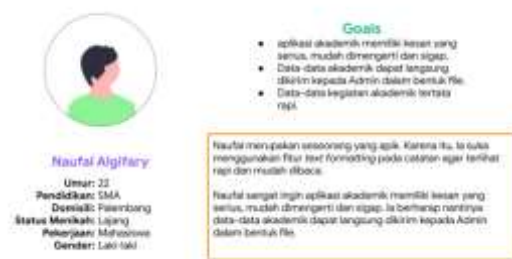 Goals
aplikasi akademik memiliki kesan yang
serius, mudah dimengerti dan sigap.
Data-data akademik dapat langsung
dikirim kepada Admin dalam bentuk file.
Data-data kegiatan akademik tertata
rapi.
Naufal Algifary
Umur: 22
Pendidikan: SMA
Domisili: Palembang
Status Menikah: Lajang
Pekerjaan: Mahasiswa
Gender: Laki-laki
Naufal merupakan seseorang yang apik. Karena itu, Ia suka
menggunakan fitur text formatting pada catatan agar terlihat
rapi dan mudah dibaca.
Naufal sangat ingin aplikasi akademik memiliki kesan yang
serius, mudah dimengerti dan sigap. Ia berharap nantinya
data-data akademik dapat langsung dikirim kepada Admin
dalam bentuk file.